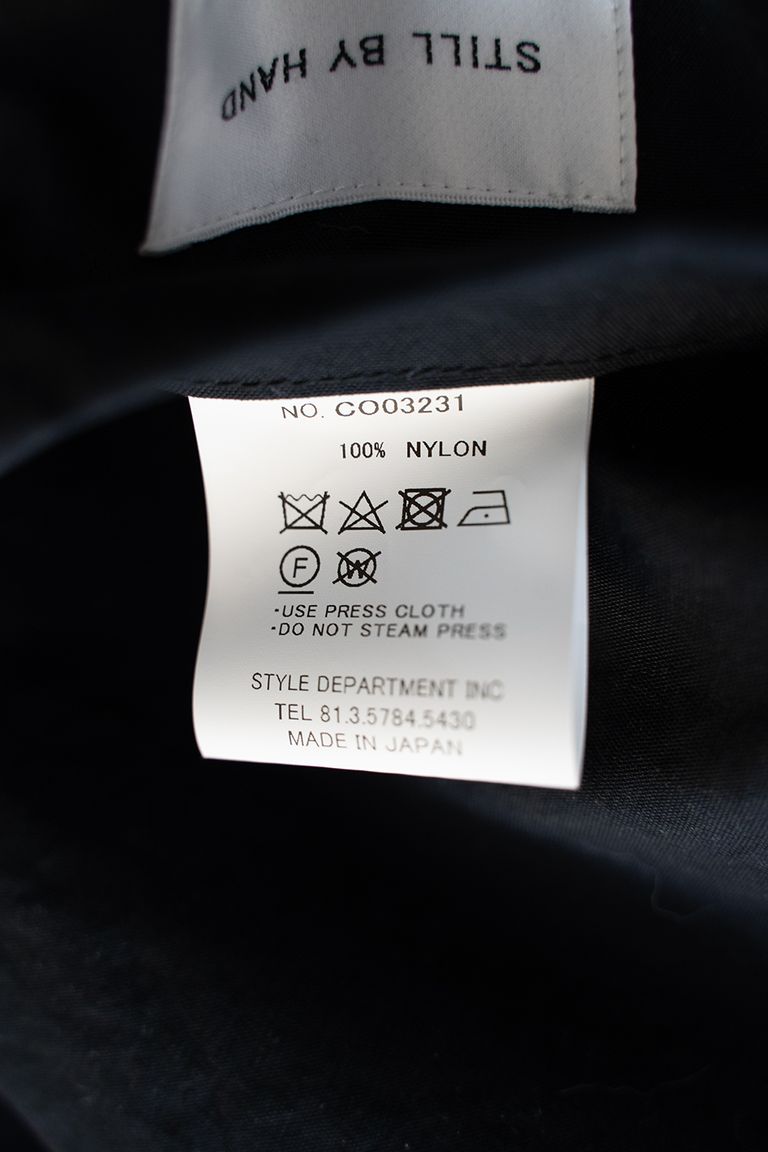 STILL BY HAND
NO. CO03231
100% NYLON
F W
-USE PRESS CLOTH
-DO NOT STEAM PRESS
STYLE DEPARTMENT INC
TEL 81.3.5784.5430
MADE IN JAPAN